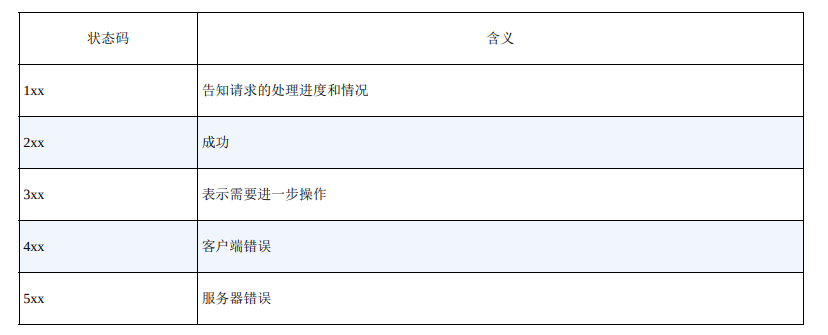 状态码 含义
1xx 告知请求的处理进度和情况
2xx 成功
3xx 表示需要进一步操作
4xx 客户端错误
5xx 服务器错误